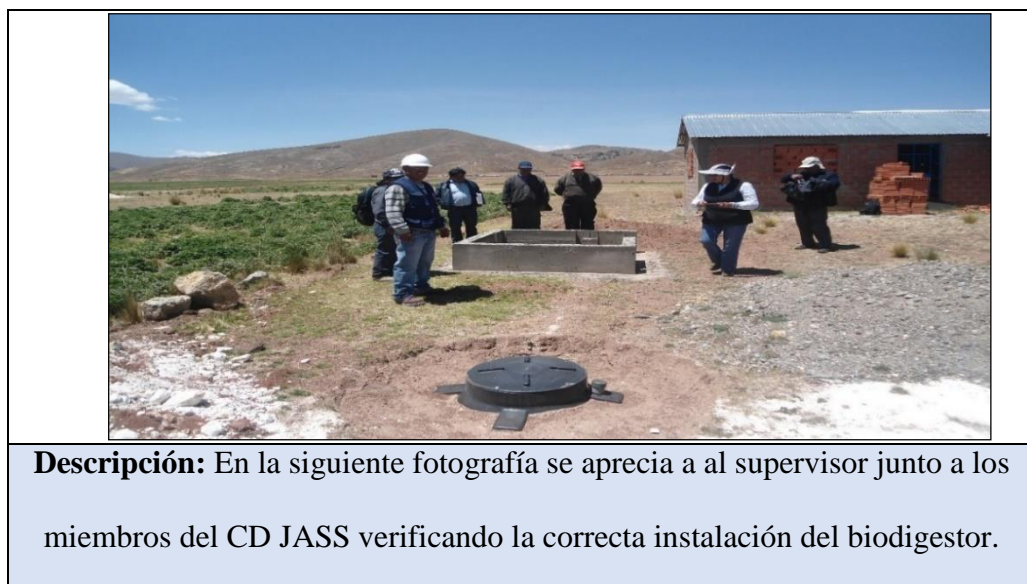 Descripción: En la siguiente fotografía se aprecia a al supervisor junto a los
miembros del CD JASS verificando la correcta instalación del biodigestor.